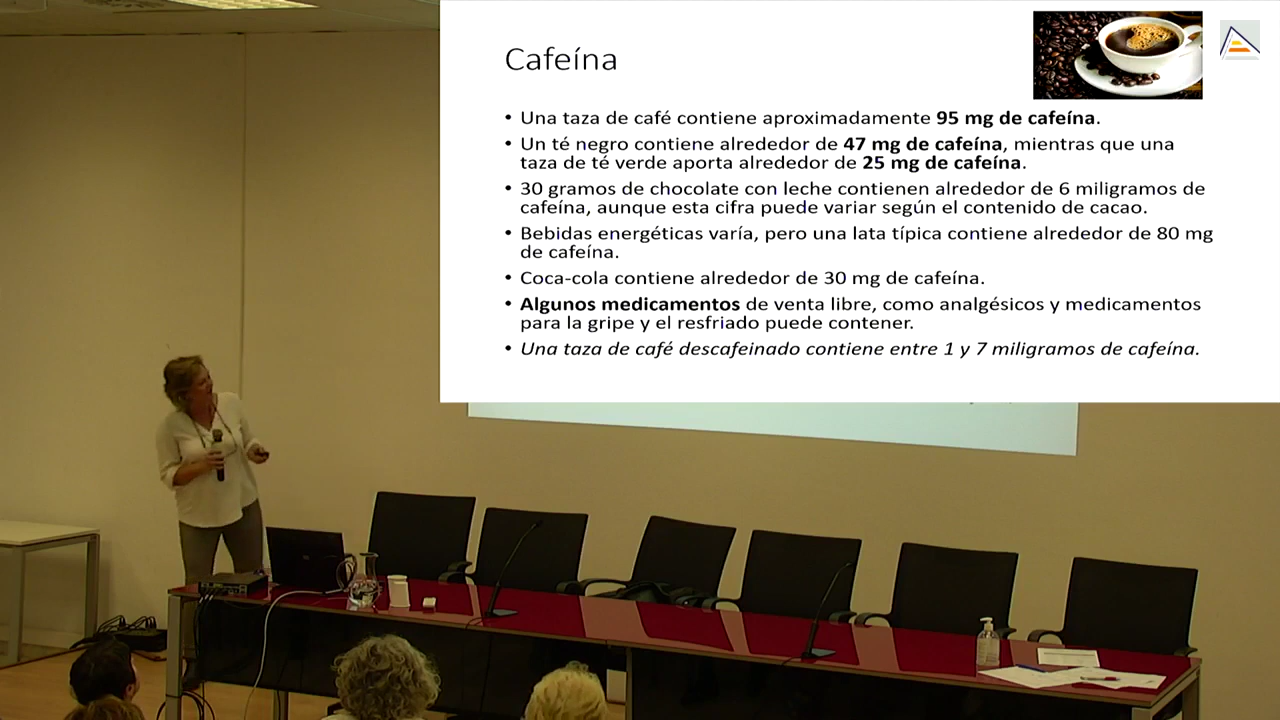 Cafeína
• Una taza de café contiene aproximadamente 95 mg de cafeína.
• Un té negro contiene alrededor de 47 mg de cafeína, mientras que una
taza de té verde aporta alrededor de 25 mg de cafeína.
• 30 gramos de chocolate con leche contienen alrededor de 6 miligramos de
cafeína, aunque esta cifra puede variar según el contenido de cacao.
• Bebidas energéticas varía, pero una lata típica contiene alrededor de 80 mg
de cafeína.
• Coca-cola contiene alrededor de 30 mg de cafeína.
• Algunos medicamentos de venta libre, como analgésicos y medicamentos
para la gripe y el resfriado puede contener.
• Una taza de café descafeinado contiene entre 1 y 7 miligramos de cafeína.